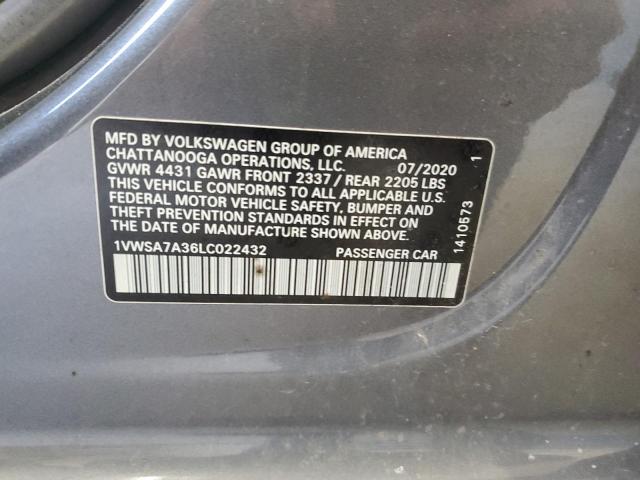 MFD BY VOLKSWAGEN GROUP OF AMERICA
CHATTANOOGA OPERATIONS, LLC. 07/2020
GVWR 4431 GAWR FRONT 2337 / REAR 2205 LBS
THIS VEHICLE CONFORMS TO ALL APPLICABLE U.S.
FEDERAL MOTOR VEHICLE SAFETY, BUMPER AND
THEFT PREVENTION STANDARDS IN EFFECT ON
THE DATE OF MANUFACTURE SHOWN ABOVE.
1VWSA7A36LC022432 PASSENGER CAR
1410573 1